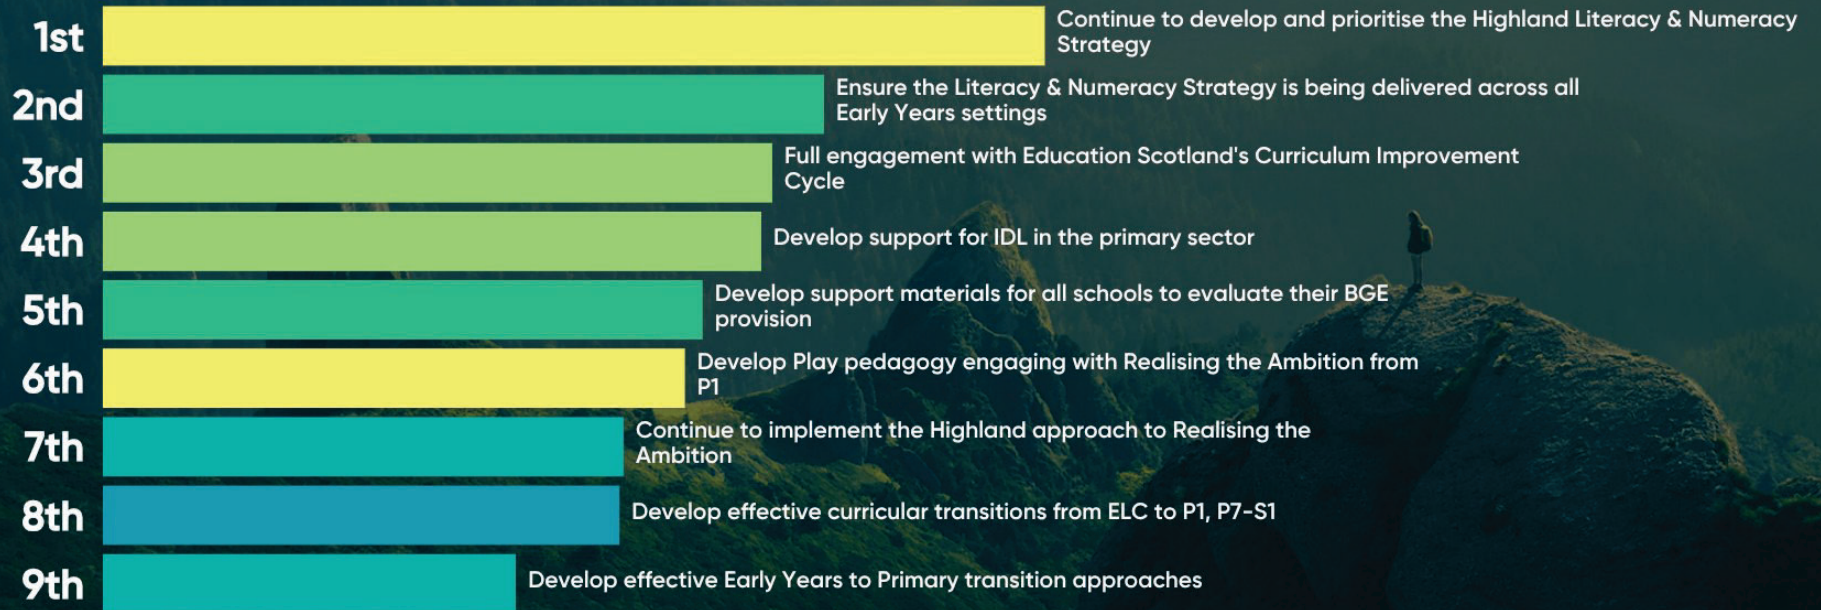 1st
Continue to develop and prioritise the Highland Literacy & Numeracy
Strategy
2nd
Ensure the Literacy & Numeracy Strategy is being delivered across all
Early Years settings
3rd
Full engagement with Education Scotland's Curriculum Improvement
Cycle
4th
Develop support for IDL in the primary sector
5th
Develop support materials for all schools to evaluate their BGE
provision
6th
Develop Play pedagogy engaging with Realising the Ambition from
P1
7th
Continue to implement the Highland approach to Realising the
Ambition
8th
Develop effective curricular transitions from ELC to P1, P7-S1
9th
Develop effective Early Years to Primary transition approaches